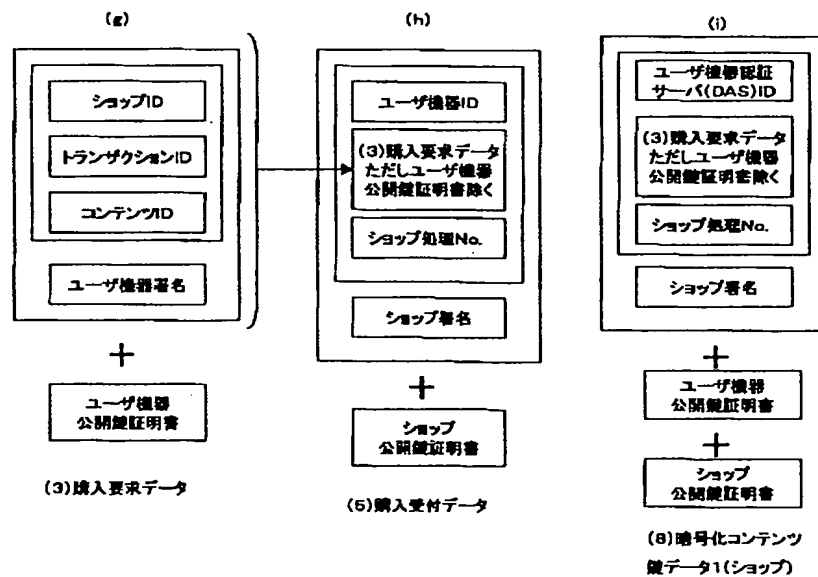 (g)
ショップID
トランザクションID
コンテンツID
ユーザ機器署名
+
ユーザ機器
公開鍵証明書
(3)購入要求データ
(h)
ユーザ機器ID
(3)購入要求データ
ただしユーザ機器
公開鍵証明書除く
ショップ処理No.
ショップ署名
+
ショップ
公開鍵証明書
(5)購入受付データ
(i)
ユーザ機器認証
サーバ(DAS)ID
(3)購入要求データ
ただしユーザ機器
公開鍵証明書除く
ショップ処理No.
ショップ署名
+
ユーザ機器
公開鍵証明書
+
ショップ
公開鍵証明書
(8)暗号化コンテンツ
鍵データ1(ショップ)